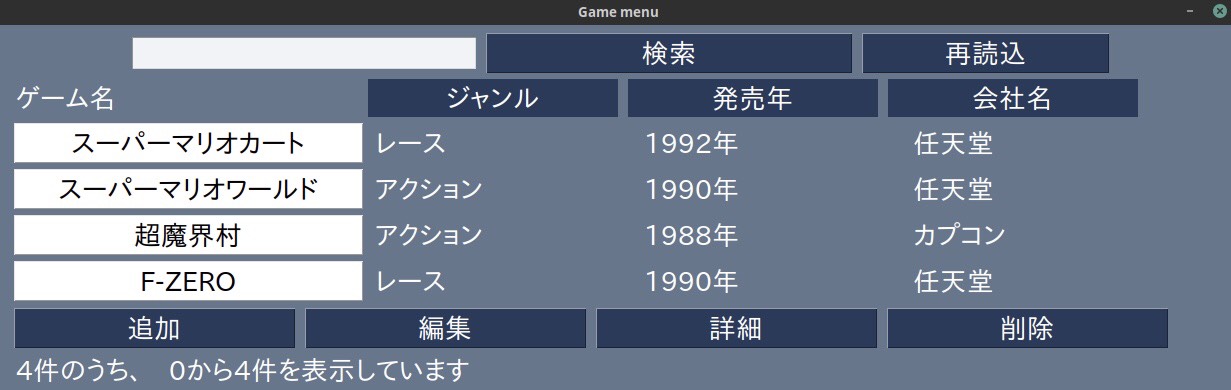 Game menu
検索 再読込
ゲーム名 ジャンル 発売年 会社名
スーパーマリオカート レース 1992年 任天堂
スーパーマリオワールド アクション 1990年 任天堂
超魔界村 アクション 1988年 カプコン
F-ZERO レース 1990年 任天堂
追加 編集 詳細 削除
4件のうち、 0から4件を表示しています